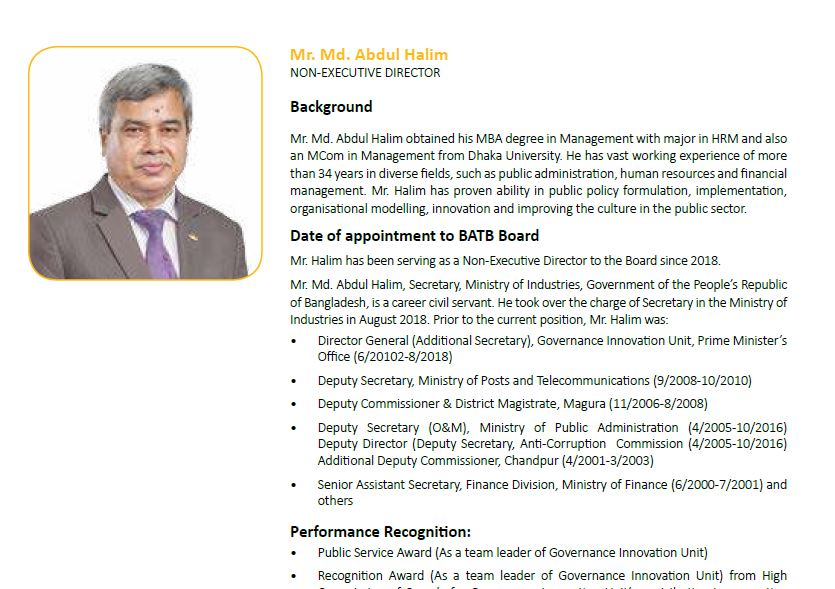 Mr. Md. Abdul Halim
NON-EXECUTIVE DIRECTOR
Background
Mr. Md. Abdul Halim obtained his MBA degree in Management with major in HRM and also
an MCom in Management from Dhaka University. He has vast working experience of more
than 34 years in diverse fields, such as public administration, human resources and financial
management. Mr. Halim has proven ability in public policy formulation, implementation,
organisational modelling, innovation and improving the culture in the public sector.
Date of appointment to BATB Board
Mr. Halim has been serving as a Non-Executive Director to the Board since 2018.
Mr. Md. Abdul Halim, Secretary, Ministry of Industries, Government of the People's Republic
of Bangladesh, is a career civil servant. He took over the charge of Secretary in the Ministry of
Industries in August 2018. Prior to the current position, Mr. Halim was:
• Director General (Additional Secretary), Governance Innovation Unit, Prime Minister's
Office (6/20102-8/2018)
• Deputy Secretary, Ministry of Posts and Telecommunications (9/2008-10/2010)
• Deputy Commissioner & District Magistrate, Magura (11/2006-8/2008)
• Deputy Secretary (O&M), Ministry of Public Administration (4/2005-10/2016)
Deputy Director (Deputy Secretary, Anti-Corruption Commission (4/2005-10/2016)
Additional Deputy Commissioner, Chandpur (4/2001-3/2003)
• Senior Assistant Secretary, Finance Division, Ministry of Finance (6/2000-7/2001) and
others
Performance Recognition:
• Public Service Award (As a team leader of Governance Innovation Unit)
• Recognition Award (As a team leader of Governance Innovation Unit) from High